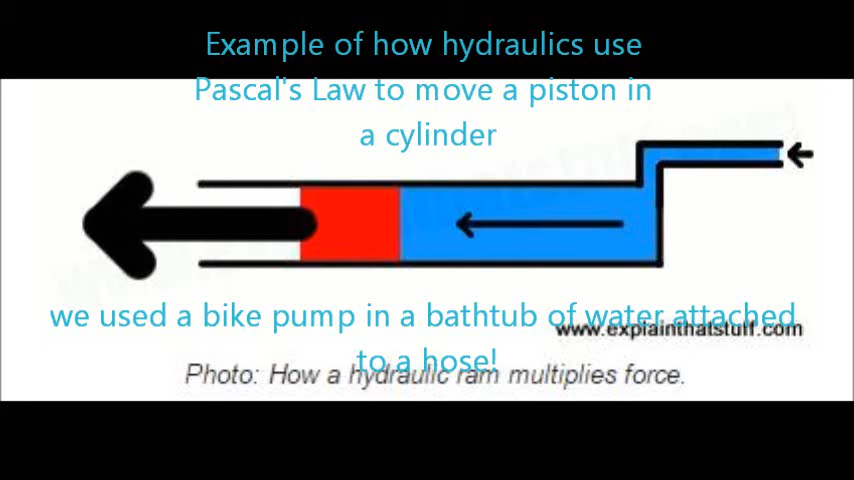 Example of how hydraulics use
Pascal's Law to move a piston in
a cylinder
we used a bike pump in a bathtub of water attached
www.explainthatstuff.com
to a hose!
Photo: How a hydraulic ram multiplies force.